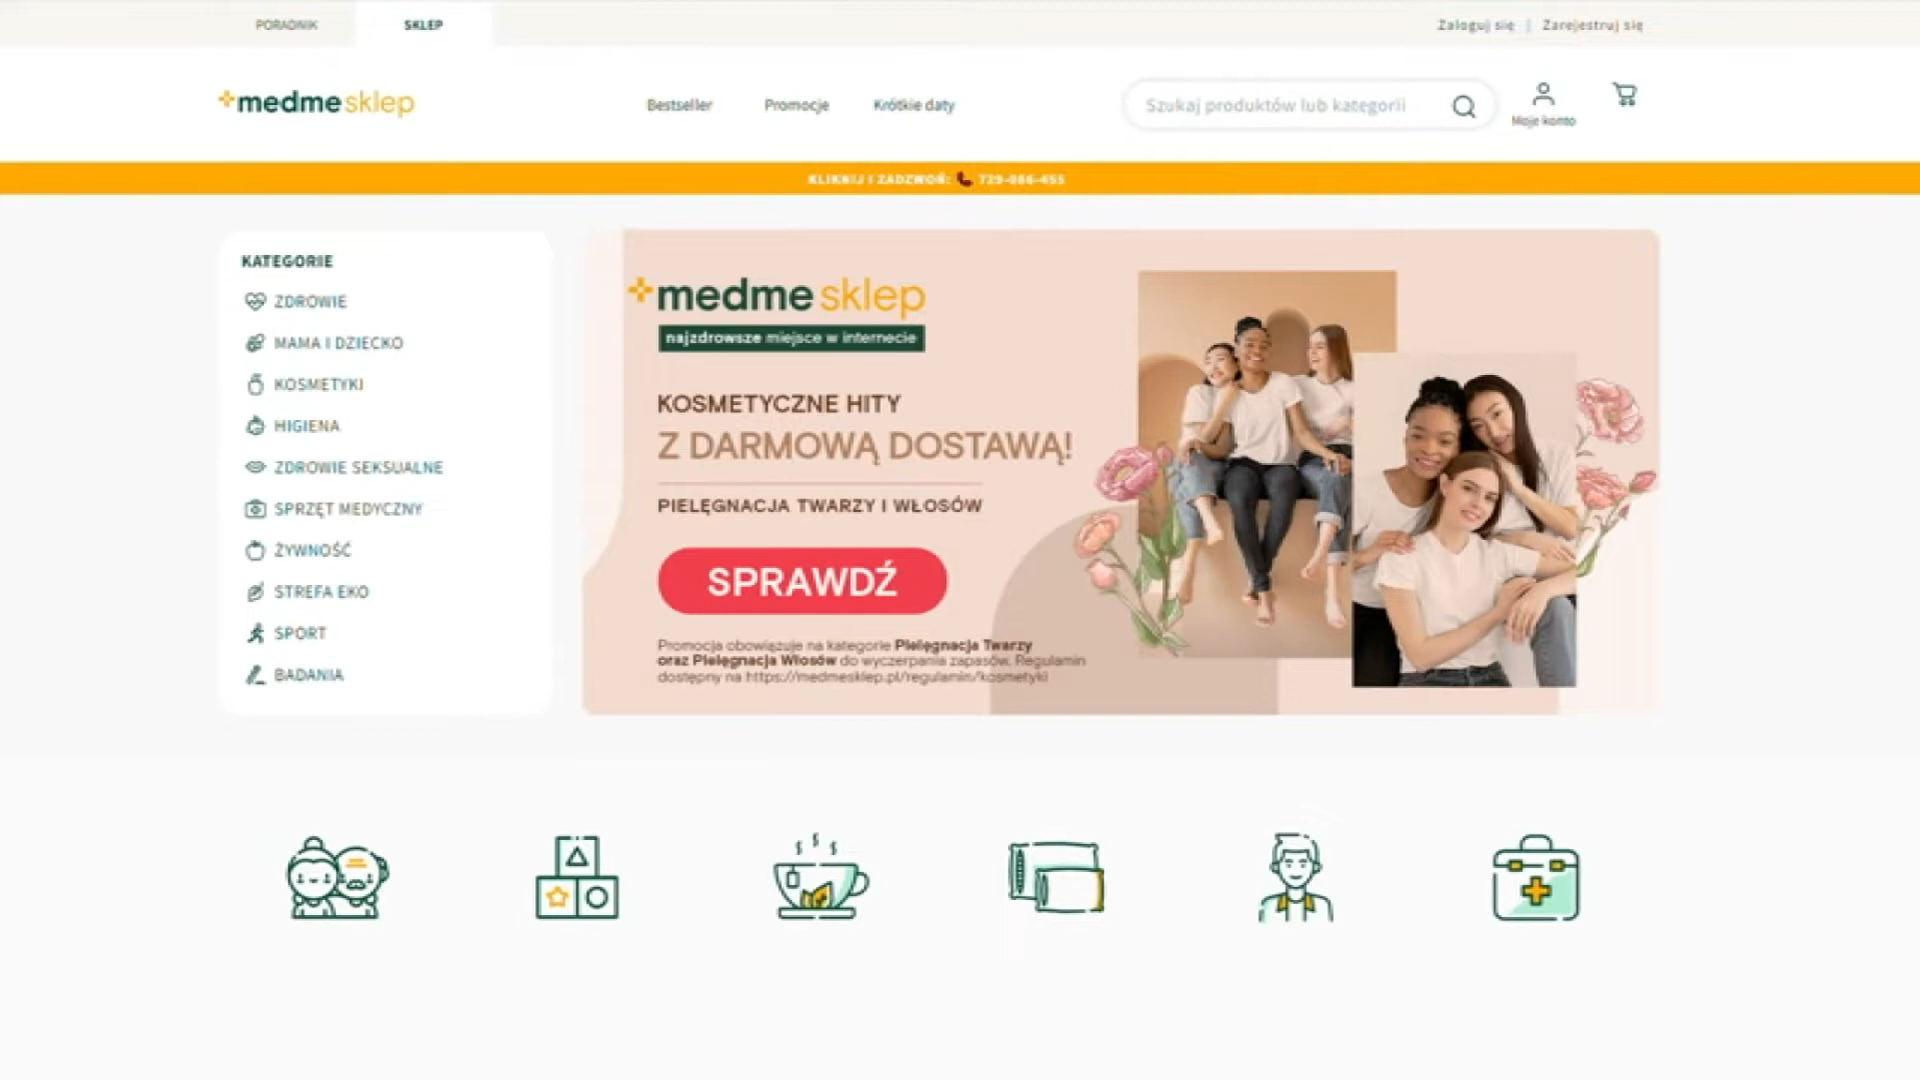 PORADNIK
SKLEP
Zaloguj się | Zarejestruj się
medme sklep
Bestseller
Promocje
Krótkie daty
Szukaj produktów lub kategorii
Moje konto
KLIKNIJ I ZADZWOŃ: 729-086-455
KATEGORIE
ZDROWIE
MAMA I DZIECKO
KOSMETYKI
HIGIENA
ZDROWIE SEKSUALNE
SPRZĘT MEDYCZNY
ŻYWNOŚĆ
STREFA EKO
SPORT
BADANIA
medme sklep
najzdrowsze miejsce w internecie
KOSMETYCZNE HITY
Z DARMOWĄ DOSTAWĄ!
PIELĘGNACJA TWARZY I WŁOSÓW
SPRAWDŹ
Promocja obowiązuje na kategorie Pielęgnacja Twarzy
oraz Pielęgnacja Włosów do wyczerpania zapasów. Regulamin
dostępny na https://medmesklep.pl/regulamin/kosmetyki